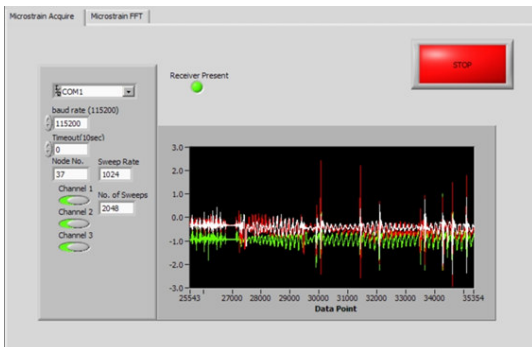 Microstrain Acquire Microstrain FFT
STOP
Receiver Present
COM1
baud rate (115200)
115200
Timeout(10sec)
0
Node No. Sweep Rate
37 1024
Channel 1
No. of Sweeps
2048
Channel 2
Channel 3
3.0
2.0
1.0
0.0
-1.0
-2.0
-3.0
25543 27000 28000 29000 30000 31000 32000 33000 34000 35354
Data Point